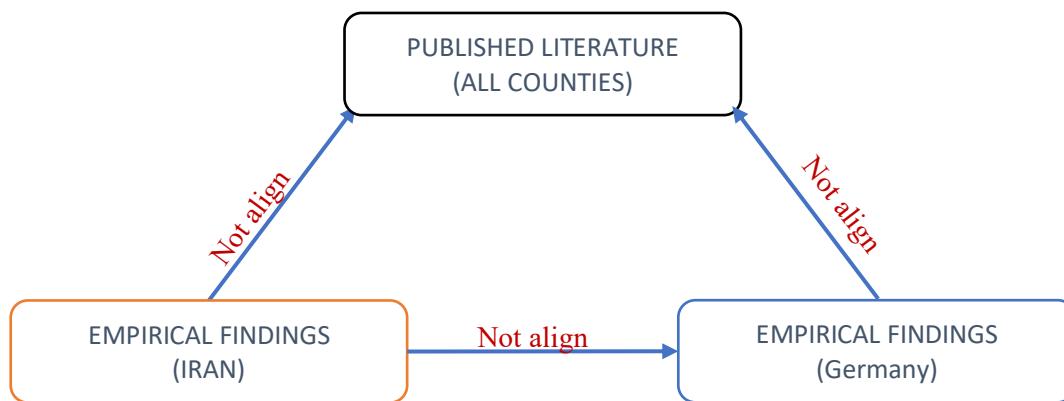 PUBLISHED LITERATURE
(ALL COUNTIES)
Not align
Not align
EMPIRICAL FINDINGS
(IRAN)
Not align
EMPIRICAL FINDINGS
(Germany)